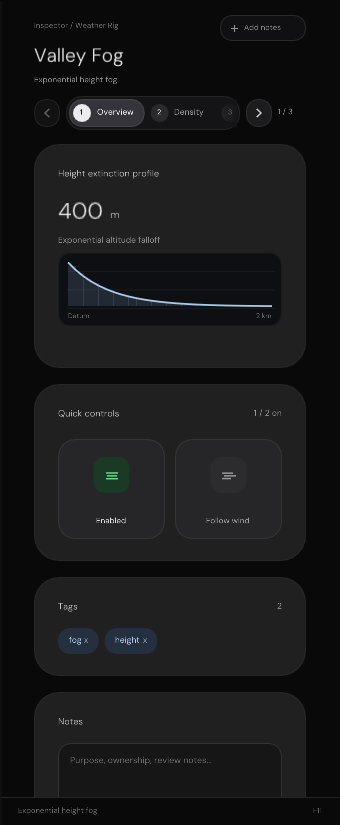 Inspector / Weather Rig
Add notes
Valley Fog
Exponential height fog
1 Overview 2 Density 3 1 / 3
Height extinction profile
400 m
Exponential altitude falloff
Datum 2 km
Quick controls 1 / 2 on
Enabled Follow wind
Tags 2
fog x height x
Notes
Purpose, ownership, review notes...
Exponential height fog